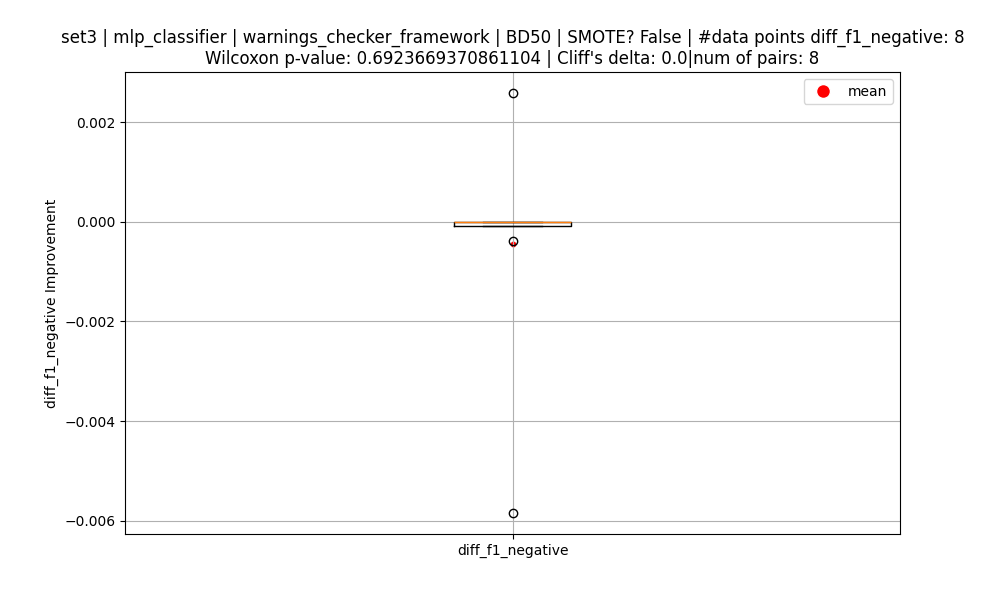 set3 | mlp_classifier | warnings_checker_framework | BD50 | SMOTE? False | #data points diff_f1_negative: 8
Wilcoxon p-value: 0.6923669370861104 | Cliff's delta: 0.0|num of pairs: 8
mean
0.002
0.000
−0.002
−0.004
−0.006
diff_f1_negative Improvement
diff_f1_negative